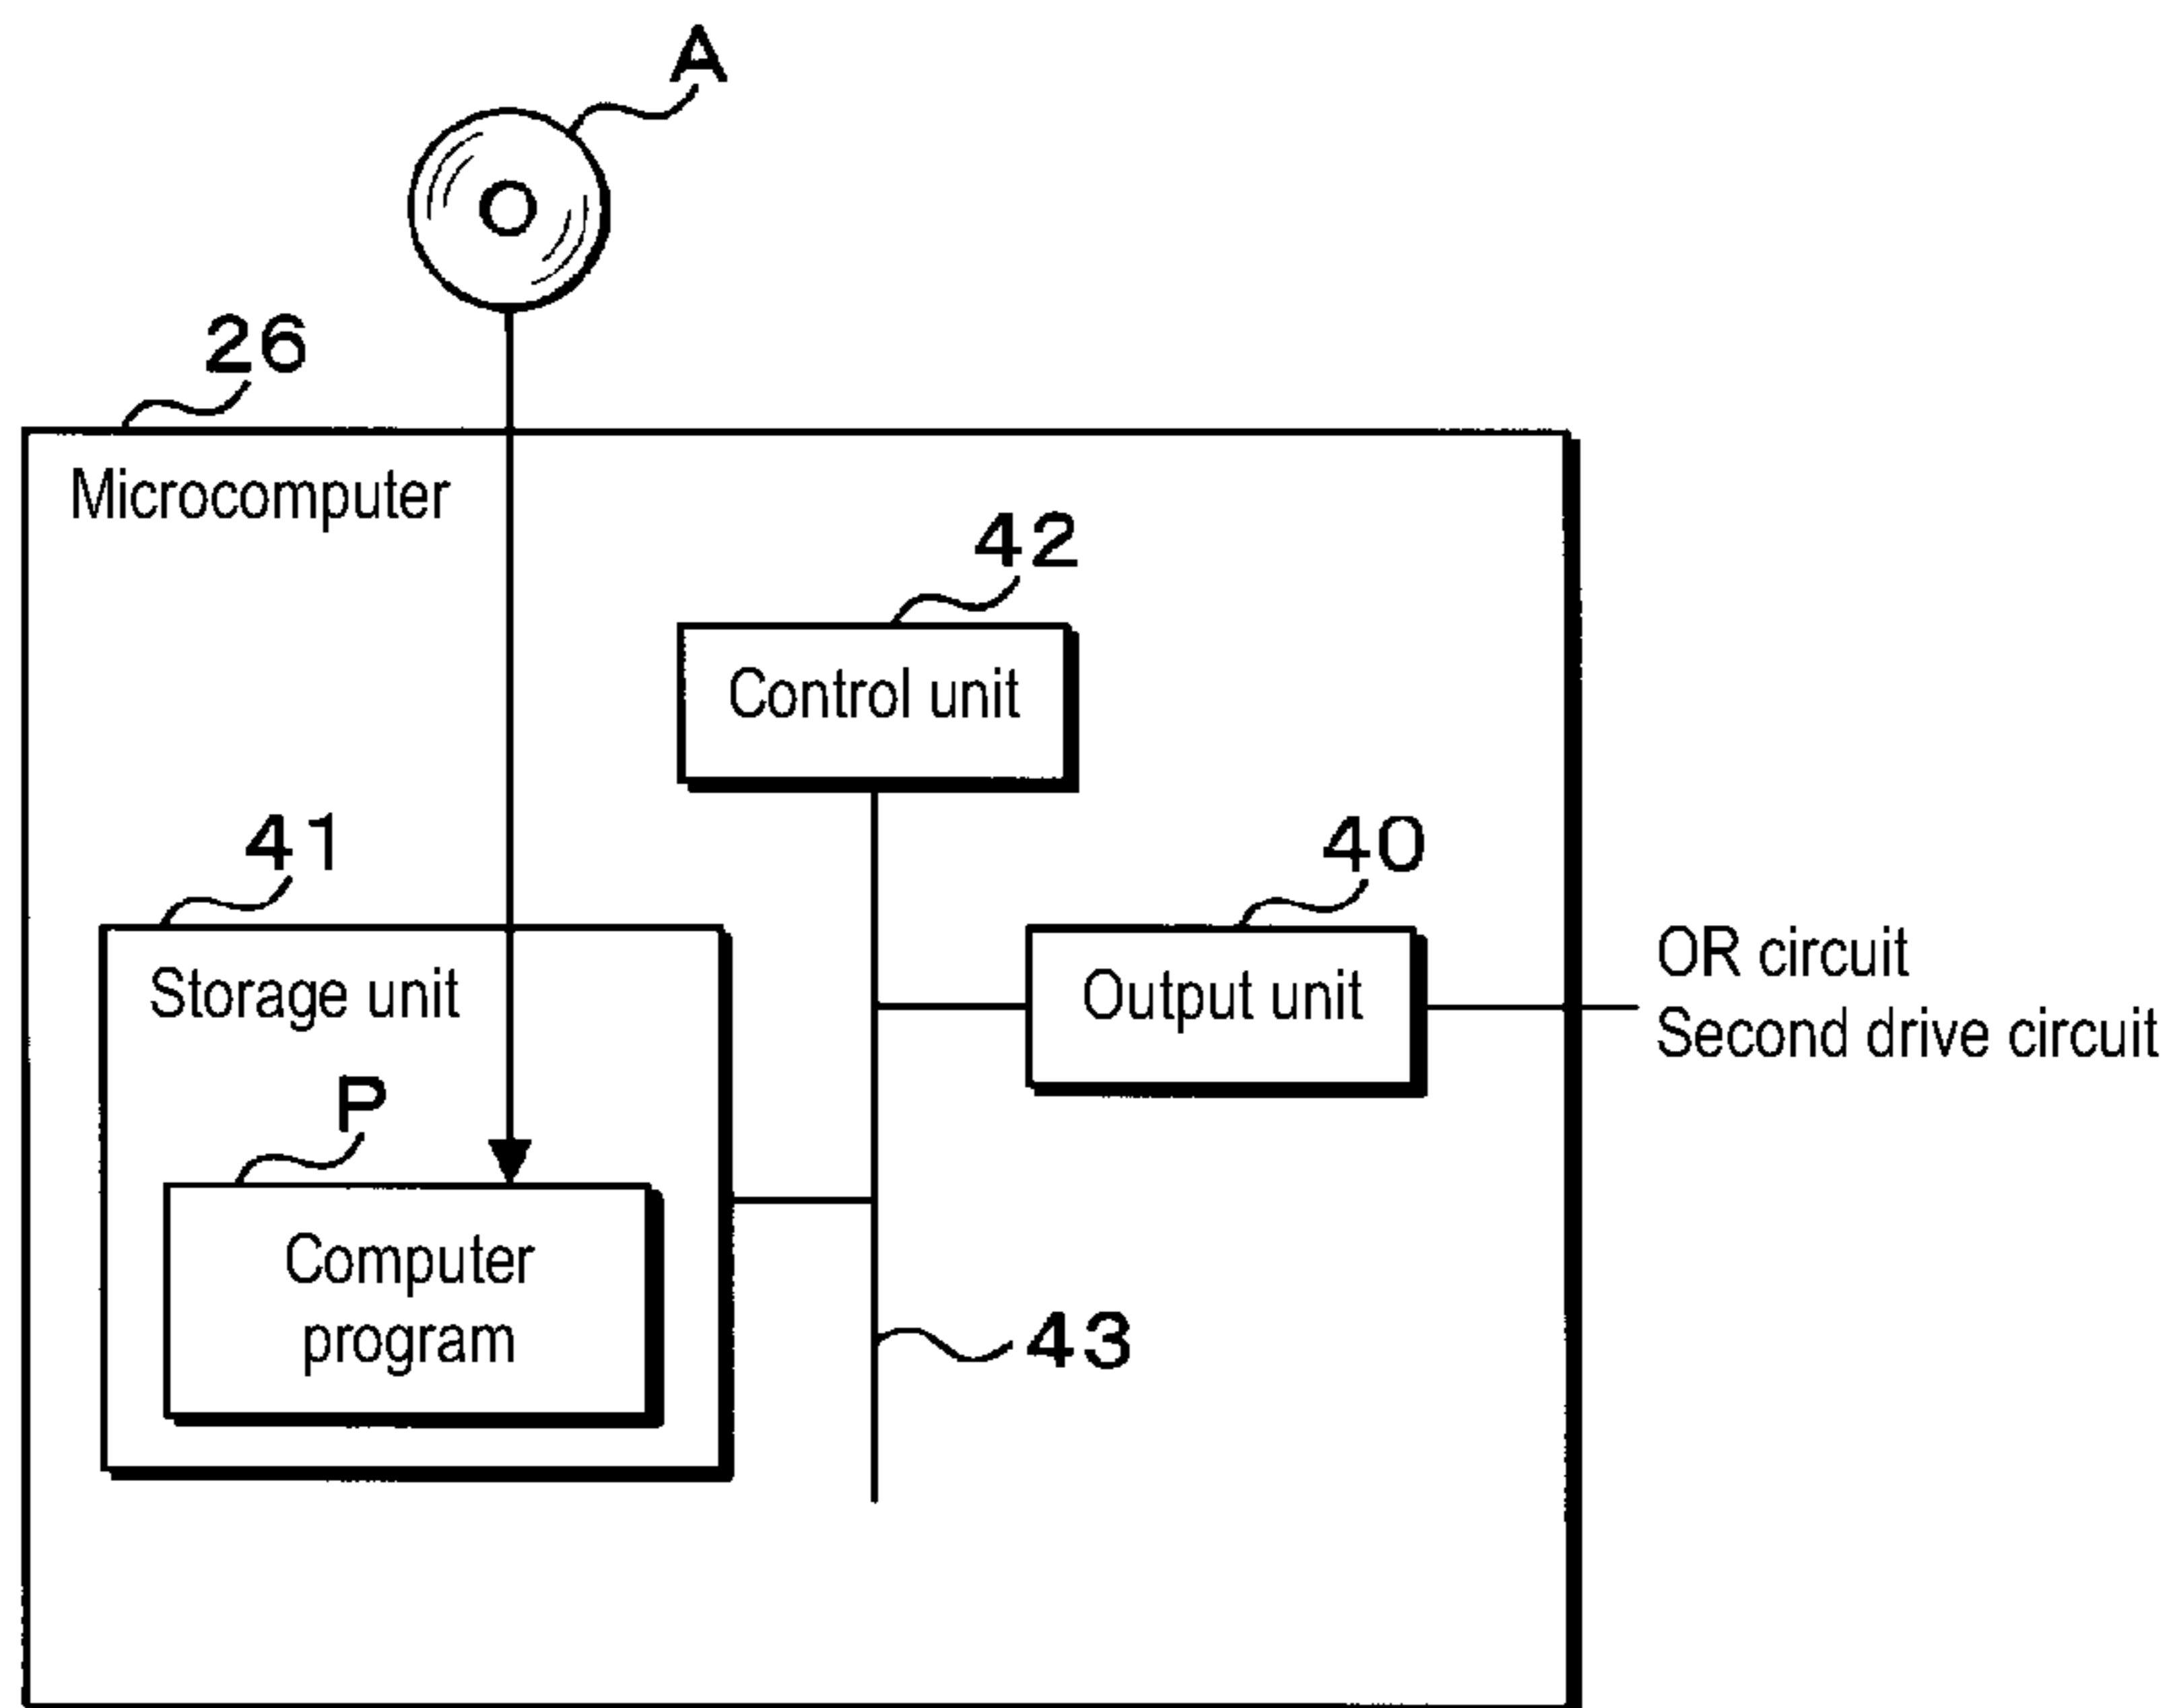 A
26
Microcomputer
42
Control unit
41
40
Storage unit
Output unit
OR circuit
Second drive circuit
P
Computer
program
43